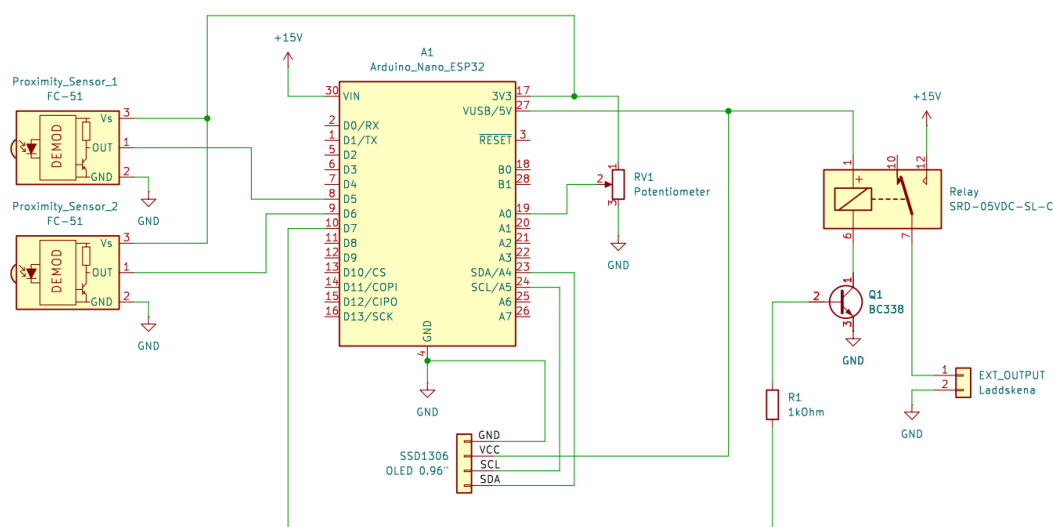 +15V
A1
Arduino_Nano_ESP32
Proximity_Sensor_1
FC-51
DEMOD
Vs 3
OUT 1
GND 2
GND
Proximity_Sensor_2
FC-51
DEMOD
Vs 3
OUT 1
GND 2
GND
30 VIN
2 D0/RX
1 D1/TX
5 D2
6 D3
7 D4
8 D5
9 D6
10 D7
11 D8
12 D9
13 D10/CS
14 D11/COPI
15 D12/CIPO
16 D13/SCK
3V3 17
VUSB/5V 27
RESET 3
B0 18
B1 28
A0 19
A1 20
A2 21
A3 22
SDA/A4 23
SCL/A5 24
A6 25
A7 26
GND
4
GND
1
2
3
RV1
Potentiometer
GND
SSD1306
OLED 0.96"
GND
VCC
SCL
SDA
+15V
1
10
12
+
6
7
Relay
SRD-05VDC-SL-C
2
1
3
Q1
BC338
GND
R1
1kOhm
1
2
EXT_OUTPUT
Laddskena
GND